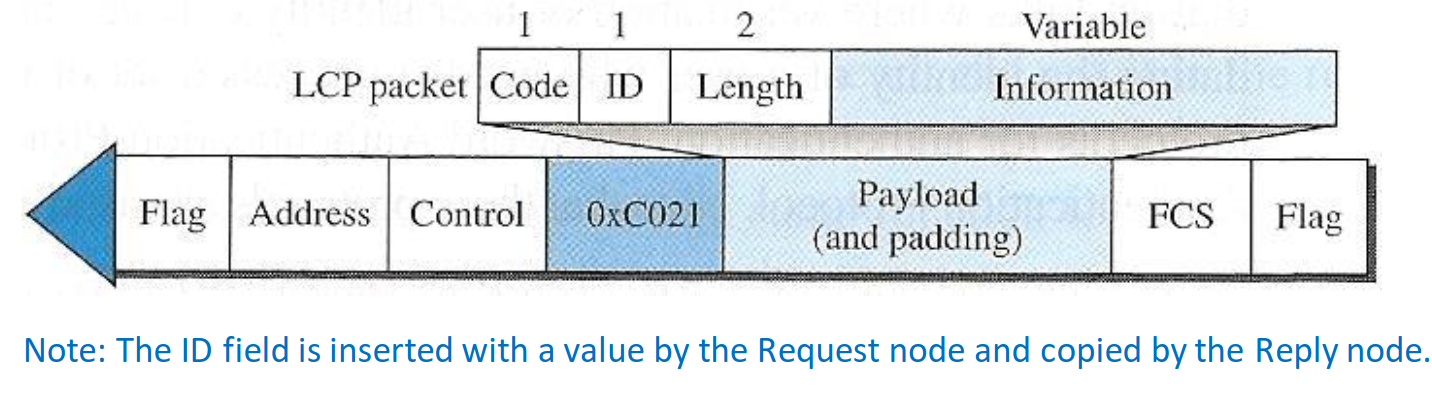 1 1 2 Variable
LCP packet Code ID Length Information
Flag Address Control 0xC021 Payload (and padding) FCS Flag
Note: The ID field is inserted with a value by the Request node and copied by the Reply node.